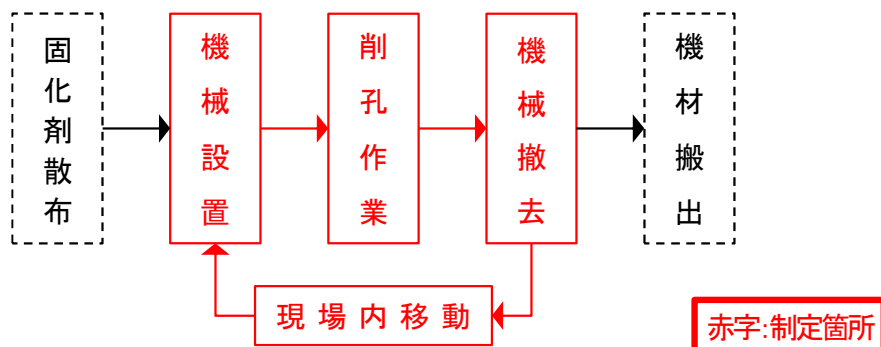 固化剤散布
機械設置
削孔作業
機械撤去
機材搬出
現場内移動
赤字:制定箇所